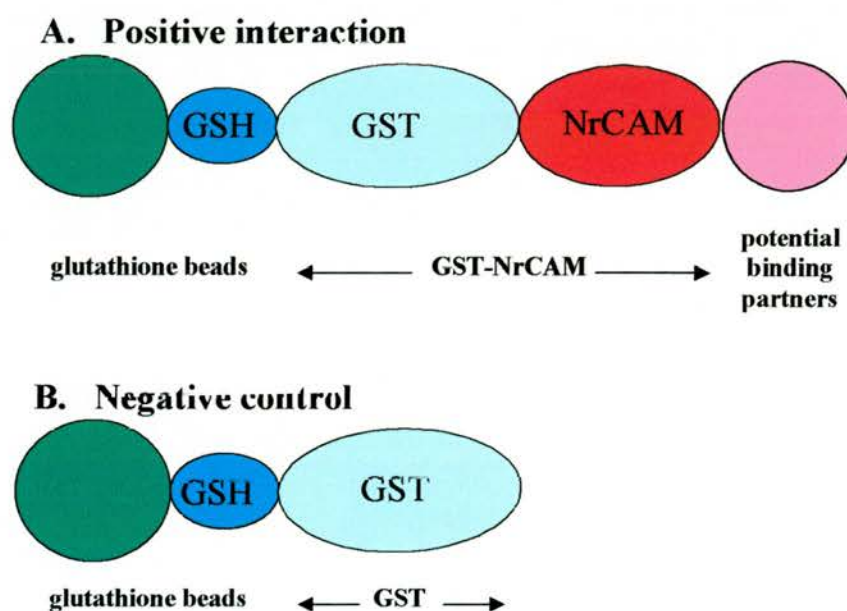 A. Positive interaction
GSH GST NrCAM
glutathione beads GST-NrCAM potential
binding
partners
B. Negative control
GSH GST
glutathione beads GST